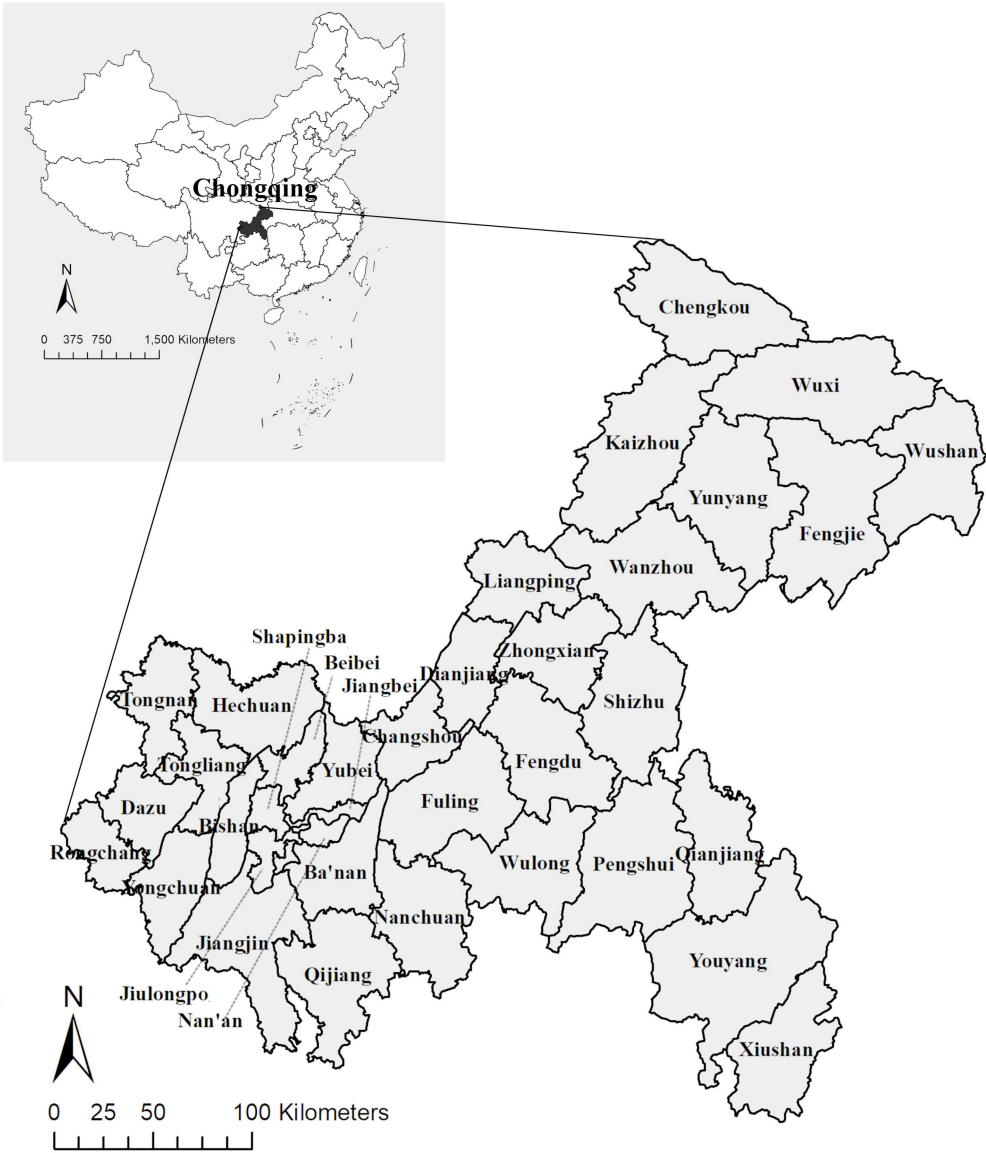 Chongqing
N
0 375 750 1,500 Kilometers
Chengkou
Wuxi
Kaizhou
Wushan
Yunyang
Fengjie
Wanzhou
Liangping
Shapingba
Zhongxian
Beibei
Dianjiang
Jiangbei
Tongnan
Hechuan
Shizhu
Changshou
Tongliang
Yubei
Fengdu
Dazu
Fuling
Bishan
Rongchang
Wulong
Pengshui
Qianjiang
Ba'nan
Yongchuan
Nanchuan
Jiangjin
Youyang
Qijiang
Jiulongpo
Nan'an
N
Xiushan
0 25 50 100 Kilometers